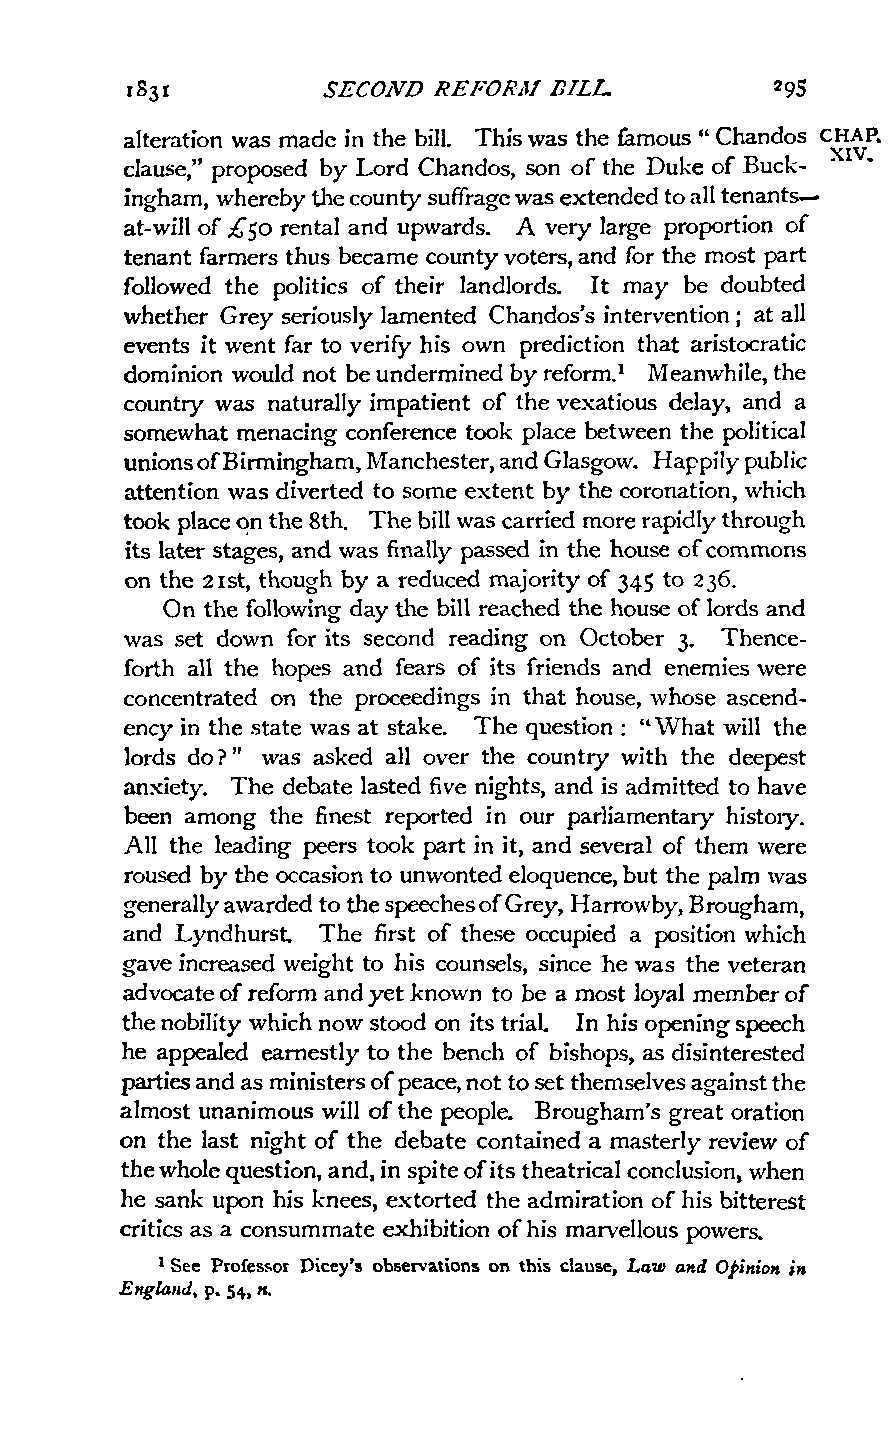 1831 SECOND REFORM BILL. 295
alteration was made in the bill. This was the famous “ Chandos CHAP.
clause,” proposed by Lord Chandos, son of the Duke of Buck- XIV.
ingham, whereby the county suffrage was extended to all tenants-
at-will of £50 rental and upwards. A very large proportion of
tenant farmers thus became county voters, and for the most part
followed the politics of their landlords. It may be doubted
whether Grey seriously lamented Chandos's intervention ; at all
events it went far to verify his own prediction that aristocratic
dominion would not be undermined by reform.¹ Meanwhile, the
country was naturally impatient of the vexatious delay, and a
somewhat menacing conference took place between the political
unions of Birmingham, Manchester, and Glasgow. Happily public
attention was diverted to some extent by the coronation, which
took place on the 8th. The bill was carried more rapidly through
its later stages, and was finally passed in the house of commons
on the 21st, though by a reduced majority of 345 to 236.
On the following day the bill reached the house of lords and
was set down for its second reading on October 3. Thence-
forth all the hopes and fears of its friends and enemies were
concentrated on the proceedings in that house, whose ascend-
ency in the state was at stake. The question : “What will the
lords do?" was asked all over the country with the deepest
anxiety. The debate lasted five nights, and is admitted to have
been among the finest reported in our parliamentary history.
All the leading peers took part in it, and several of them were
roused by the occasion to unwonted eloquence, but the palm was
generally awarded to the speeches of Grey, Harrowby, Brougham,
and Lyndhurst. The first of these occupied a position which
gave increased weight to his counsels, since he was the veteran
advocate of reform and yet known to be a most loyal member of
the nobility which now stood on its trial. In his opening speech
he appealed earnestly to the bench of bishops, as disinterested
parties and as ministers of peace, not to set themselves against the
almost unanimous will of the people. Brougham's great oration
on the last night of the debate contained a masterly review of
the whole question, and, in spite of its theatrical conclusion, when
he sank upon his knees, extorted the admiration of his bitterest
critics as a consummate exhibition of his marvellous powers.
¹ See Professor Dicey's observations on this clause, Law and Opinion in
England, p. 54, n.